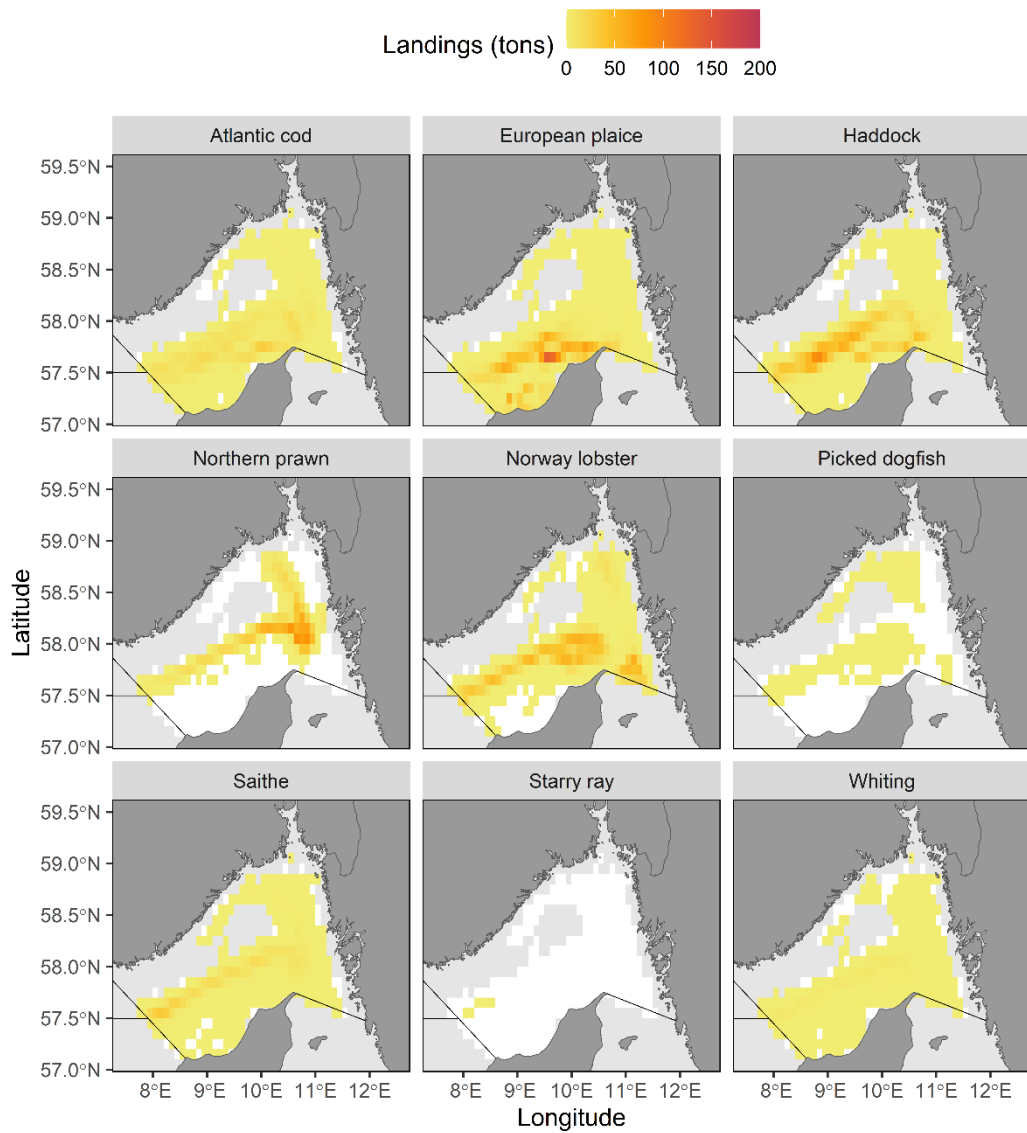 Landings (tons)
0 50 100 150 200
Atlantic cod European plaice Haddock
59.5°N
59.0°N
58.5°N
58.0°N
57.5°N
57.0°N
Northern prawn Norway lobster Picked dogfish
59.5°N
59.0°N
58.5°N
58.0°N
57.5°N
57.0°N
Latitude
Saithe Starry ray Whiting
59.5°N
59.0°N
58.5°N
58.0°N
57.5°N
57.0°N
8°E 9°E 10°E 11°E 12°E 8°E 9°E 10°E 11°E 12°E 8°E 9°E 10°E 11°E 12°E
Longitude